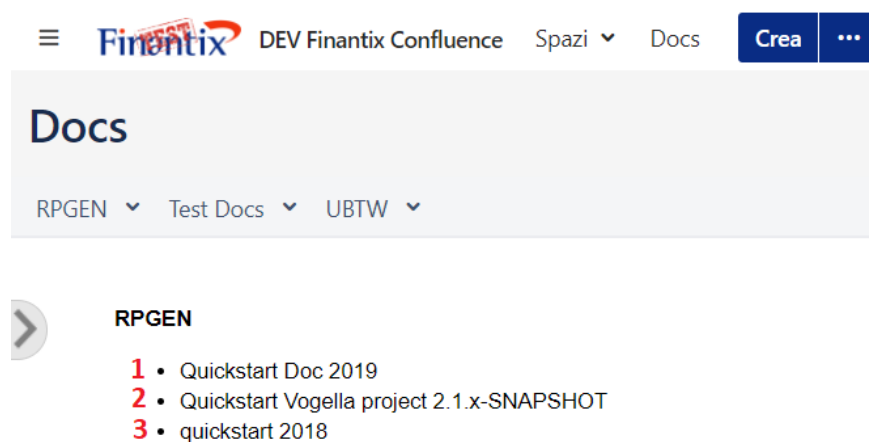 Finantix TEST DEV Finantix Confluence Spazi Docs Crea ...
Docs
RPGEN Test Docs UBTW
RPGEN
1 • Quickstart Doc 2019
2 • Quickstart Vogella project 2.1.x-SNAPSHOT
3 • quickstart 2018